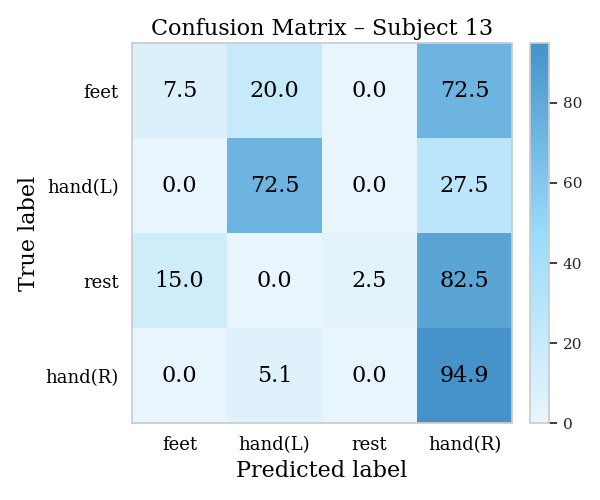 Confusion Matrix – Subject 13
True label
feet 7.5 20.0 0.0 72.5
hand(L) 0.0 72.5 0.0 27.5
rest 15.0 0.0 2.5 82.5
hand(R) 0.0 5.1 0.0 94.9
feet hand(L) rest hand(R)
Predicted label
80
60
40
20
0